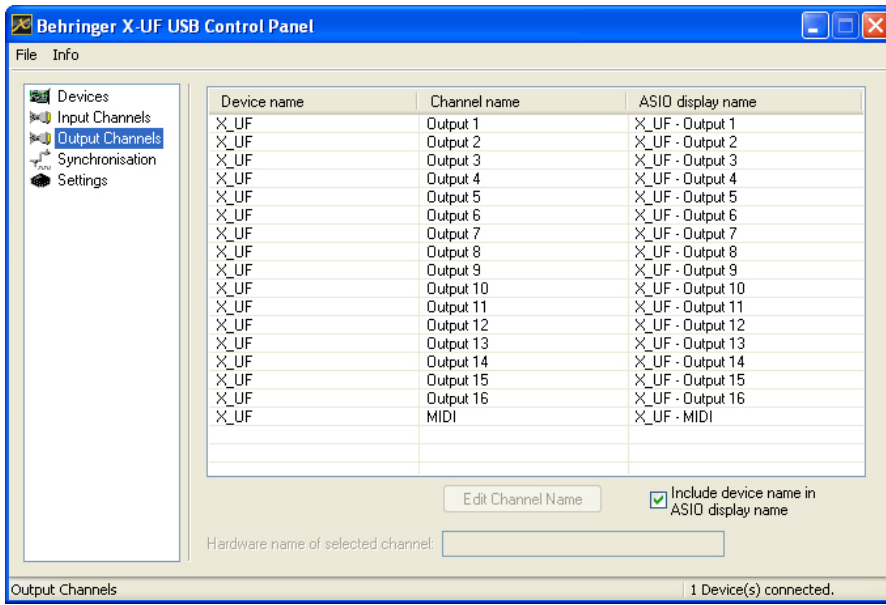 Behringer X-UF USB Control Panel
File Info
Devices
Input Channels
Output Channels
Synchronisation
Settings
Device name Channel name ASIO display name
X_UF Output 1 X_UF - Output 1
X_UF Output 2 X_UF - Output 2
X_UF Output 3 X_UF - Output 3
X_UF Output 4 X_UF - Output 4
X_UF Output 5 X_UF - Output 5
X_UF Output 6 X_UF - Output 6
X_UF Output 7 X_UF - Output 7
X_UF Output 8 X_UF - Output 8
X_UF Output 9 X_UF - Output 9
X_UF Output 10 X_UF - Output 10
X_UF Output 11 X_UF - Output 11
X_UF Output 12 X_UF - Output 12
X_UF Output 13 X_UF - Output 13
X_UF Output 14 X_UF - Output 14
X_UF Output 15 X_UF - Output 15
X_UF Output 16 X_UF - Output 16
X_UF MIDI X_UF - MIDI
Edit Channel Name
Include device name in
ASIO display name
Hardware name of selected channel:
Output Channels 1 Device(s) connected.